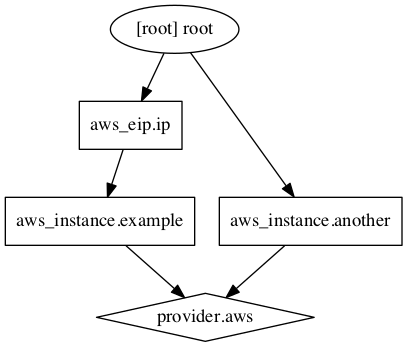 [root] root
aws_eip.ip
aws_instance.example
aws_instance.another
provider.aws